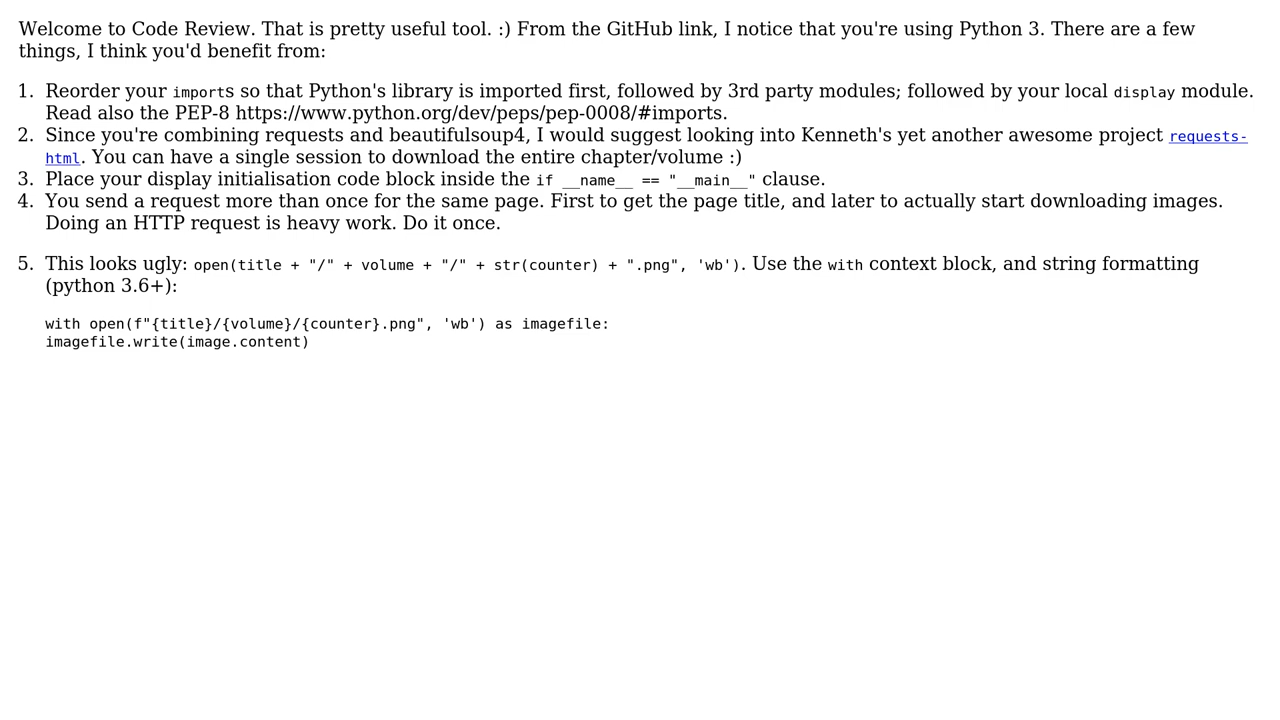 Welcome to Code Review. That is pretty useful tool. :) From the GitHub link, I notice that you're using Python 3. There are a few
things, I think you'd benefit from:
1. Reorder your imports so that Python's library is imported first, followed by 3rd party modules; followed by your local display module.
Read also the PEP-8 https://www.python.org/dev/peps/pep-0008/#imports.
2. Since you're combining requests and beautifulsoup4, I would suggest looking into Kenneth's yet another awesome project requests-
html. You can have a single session to download the entire chapter/volume :)
3. Place your display initialisation code block inside the if __name__ == "__main__" clause.
4. You send a request more than once for the same page. First to get the page title, and later to actually start downloading images.
Doing an HTTP request is heavy work. Do it once.
5. This looks ugly: open(title + "/" + volume + "/" + str(counter) + ".png", 'wb'). Use the with context block, and string formatting
(python 3.6+):
with open(f"{title}/{volume}/{counter}.png", 'wb') as imagefile:
imagefile.write(image.content)